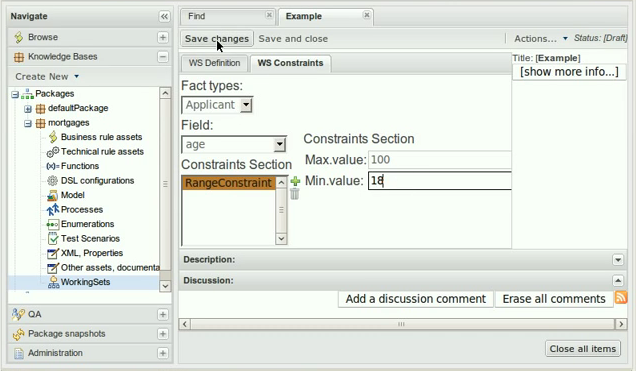 Navigate
Browse
Knowledge Bases
Create New
Packages
defaultPackage
mortgages
Business rule assets
Technical rule assets
Functions
DSL configurations
Model
Processes
Enumerations
Test Scenarios
XML, Properties
Other assets, documenta
WorkingSets
QA
Package snapshots
Administration
Find
Example
Save changes
Save and close
Actions...
Status: [Draft]
WS Definition
WS Constraints
Title: [Example]
[show more info...]
Fact types:
Applicant
Field:
age
Constraints Section
RangeConstraint
Constraints Section
Max.value: 100
Min.value: 18
Description:
Discussion:
Add a discussion comment
Erase all comments
Close all items